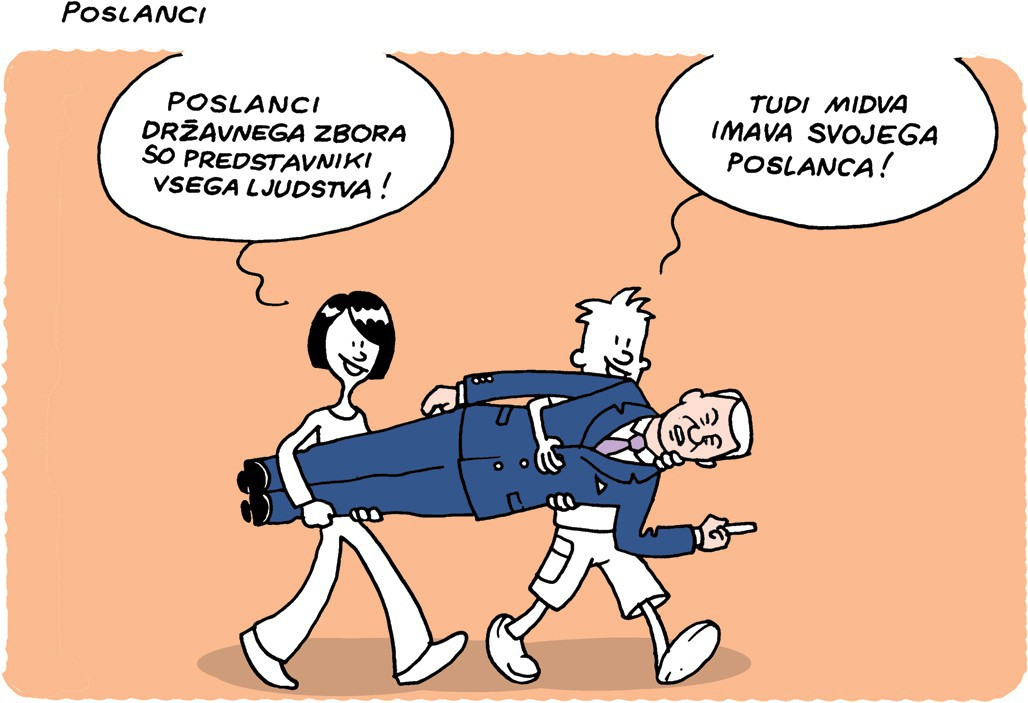 POSLANCI
POSLANCI
DRŽAVNEGA ZBORA
SO PREDSTAVNIKI
VSEGA LJUDSTVA!
TUDI MIDVA
IMAVA SVOJEGA
POSLANCA!